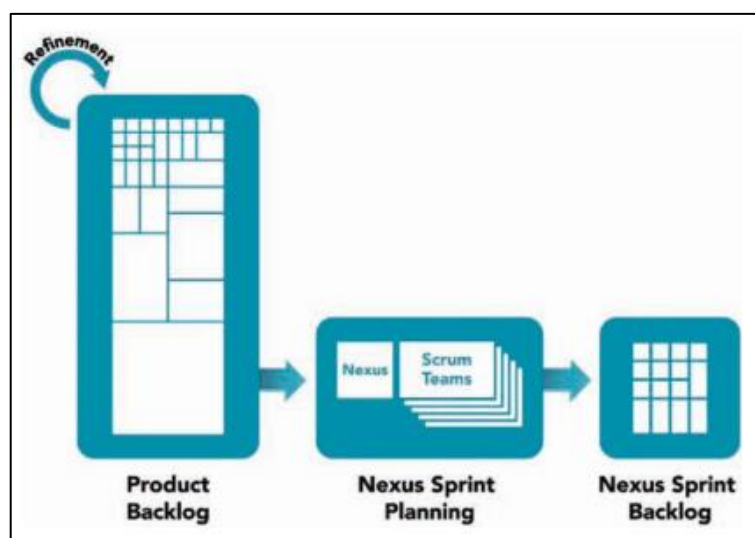 Refinement
Nexus
Scrum
Teams
Product
Backlog
Nexus Sprint
Planning
Nexus Sprint
Backlog